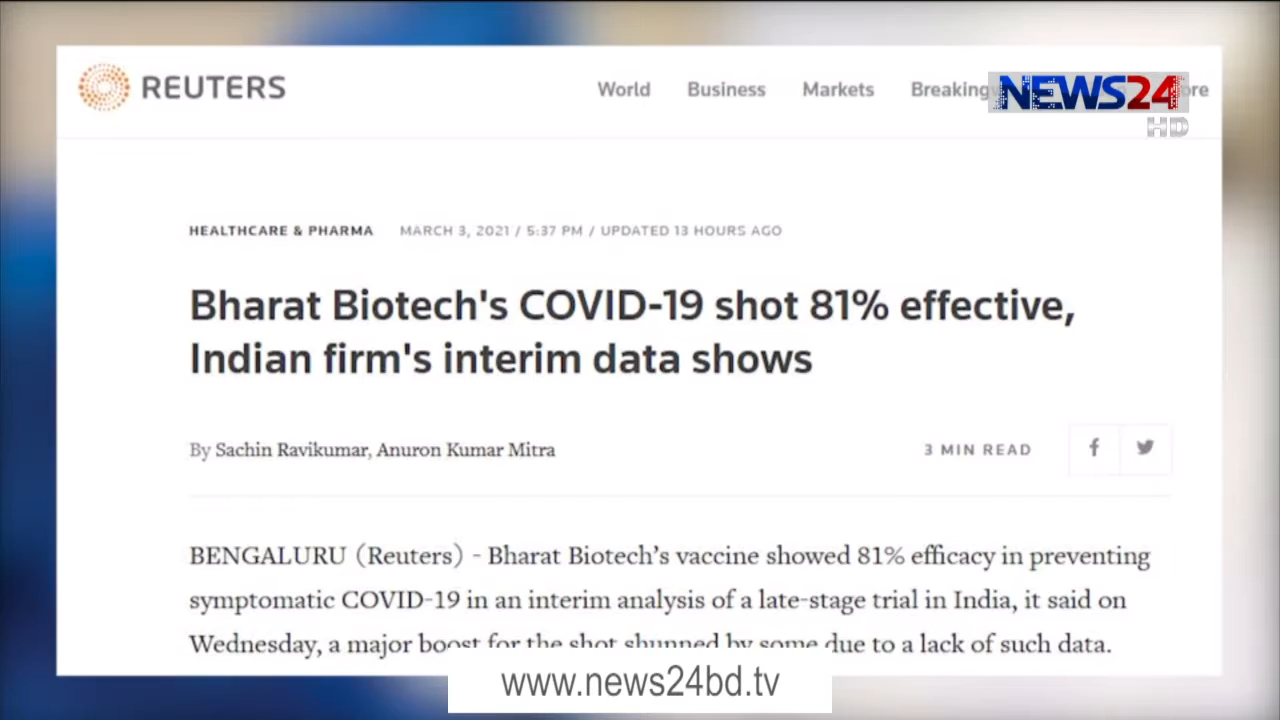 REUTERS
World Business Markets Breaking ore
NEWS24
HD
HEALTHCARE & PHARMA MARCH 3, 2021 / 5:37 PM / UPDATED 13 HOURS AGO
Bharat Biotech's COVID-19 shot 81% effective,
Indian firm's interim data shows
By Sachin Ravikumar, Anuron Kumar Mitra
3 MIN READ
BENGALURU (Reuters) - Bharat Biotech's vaccine showed 81% efficacy in preventing
symptomatic COVID-19 in an interim analysis of a late-stage trial in India, it said on
Wednesday, a major boost for the shot shunned by some due to a lack of such data.
www.news24bd.tv